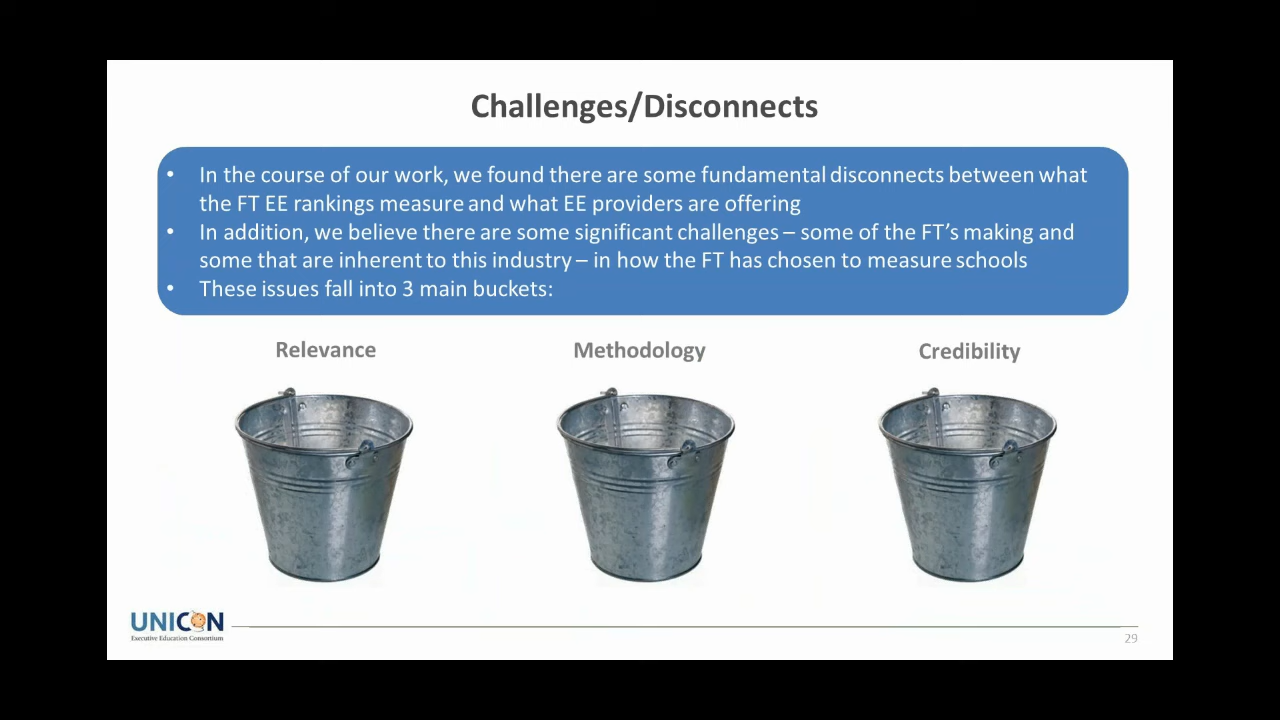 Challenges/Disconnects
• In the course of our work, we found there are some fundamental disconnects between what
the FT EE rankings measure and what EE providers are offering
• In addition, we believe there are some significant challenges – some of the FT’s making and
some that are inherent to this industry – in how the FT has chosen to measure schools
• These issues fall into 3 main buckets:
Relevance
Methodology
Credibility
UNICON
Executive Education Consortium
29